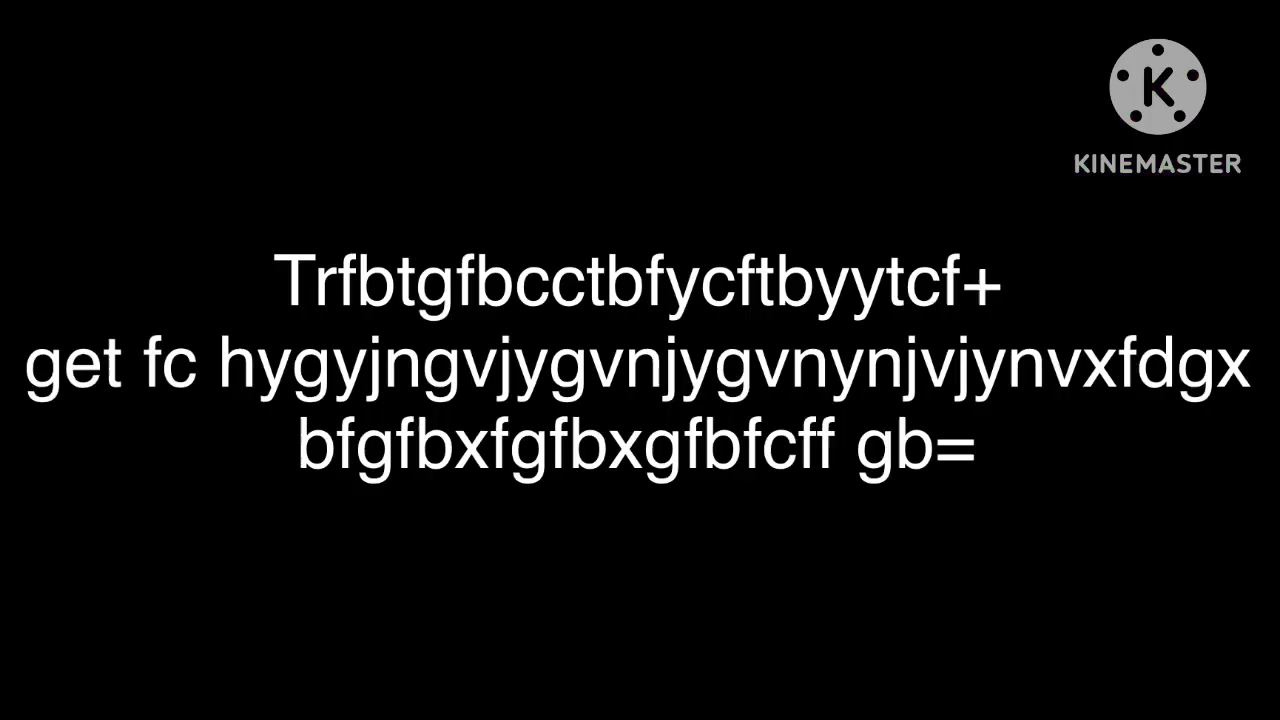 KINEMASTER
Trfbtgfbcctbfycftbyytcf+
get fc hygyjngvjygvnjygvnynjvjynvxfdgx
bfgfbxfgfbxgfbfcff gb=